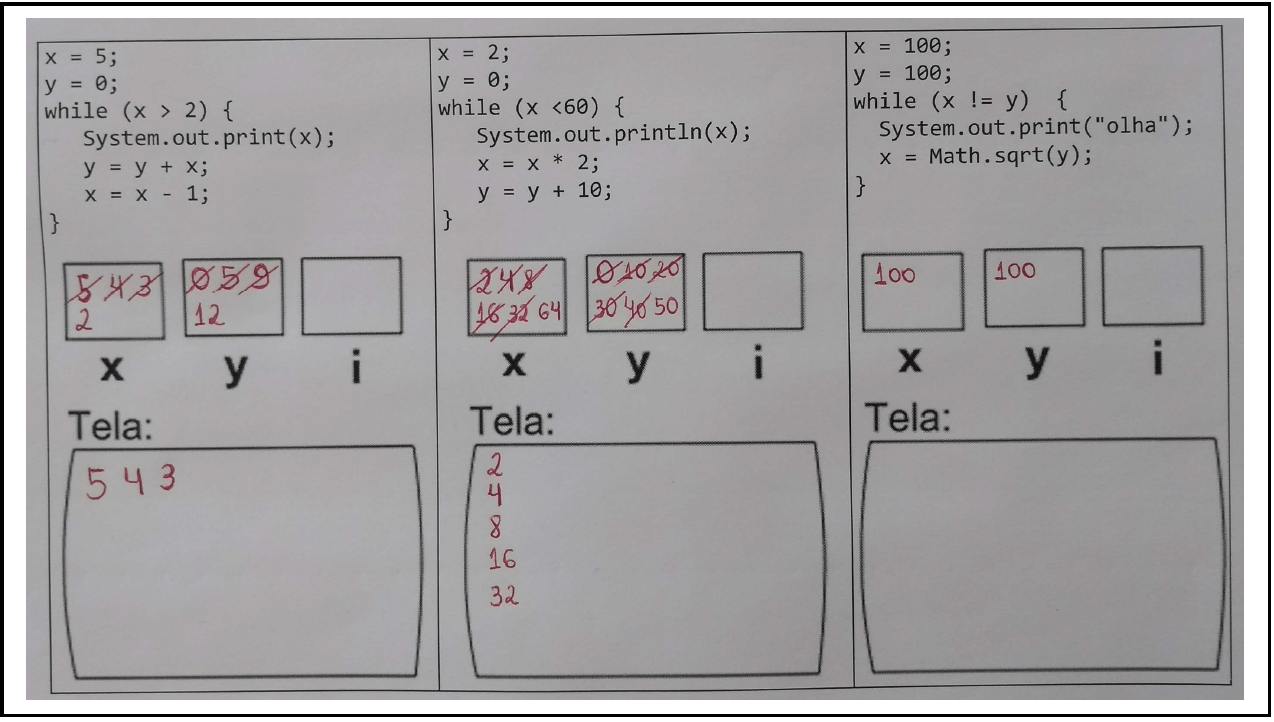 x = 5;
y = 0;
while (x > 2) {
System.out.print(x);
y = y + x;
x = x - 1;
}
5 4 3
2
0 5 9
12
x
y
i
Tela:
5 4 3
x = 2;
y = 0;
while (x <60) {
System.out.println(x);
x = x * 2;
y = y + 10;
}
2 4 8
16 32 64
0 10 20
30 40 50
x
y
i
Tela:
2
4
8
16
32
x = 100;
y = 100;
while (x != y) {
System.out.print("olha");
x = Math.sqrt(y);
}
100
100
x
y
i
Tela: